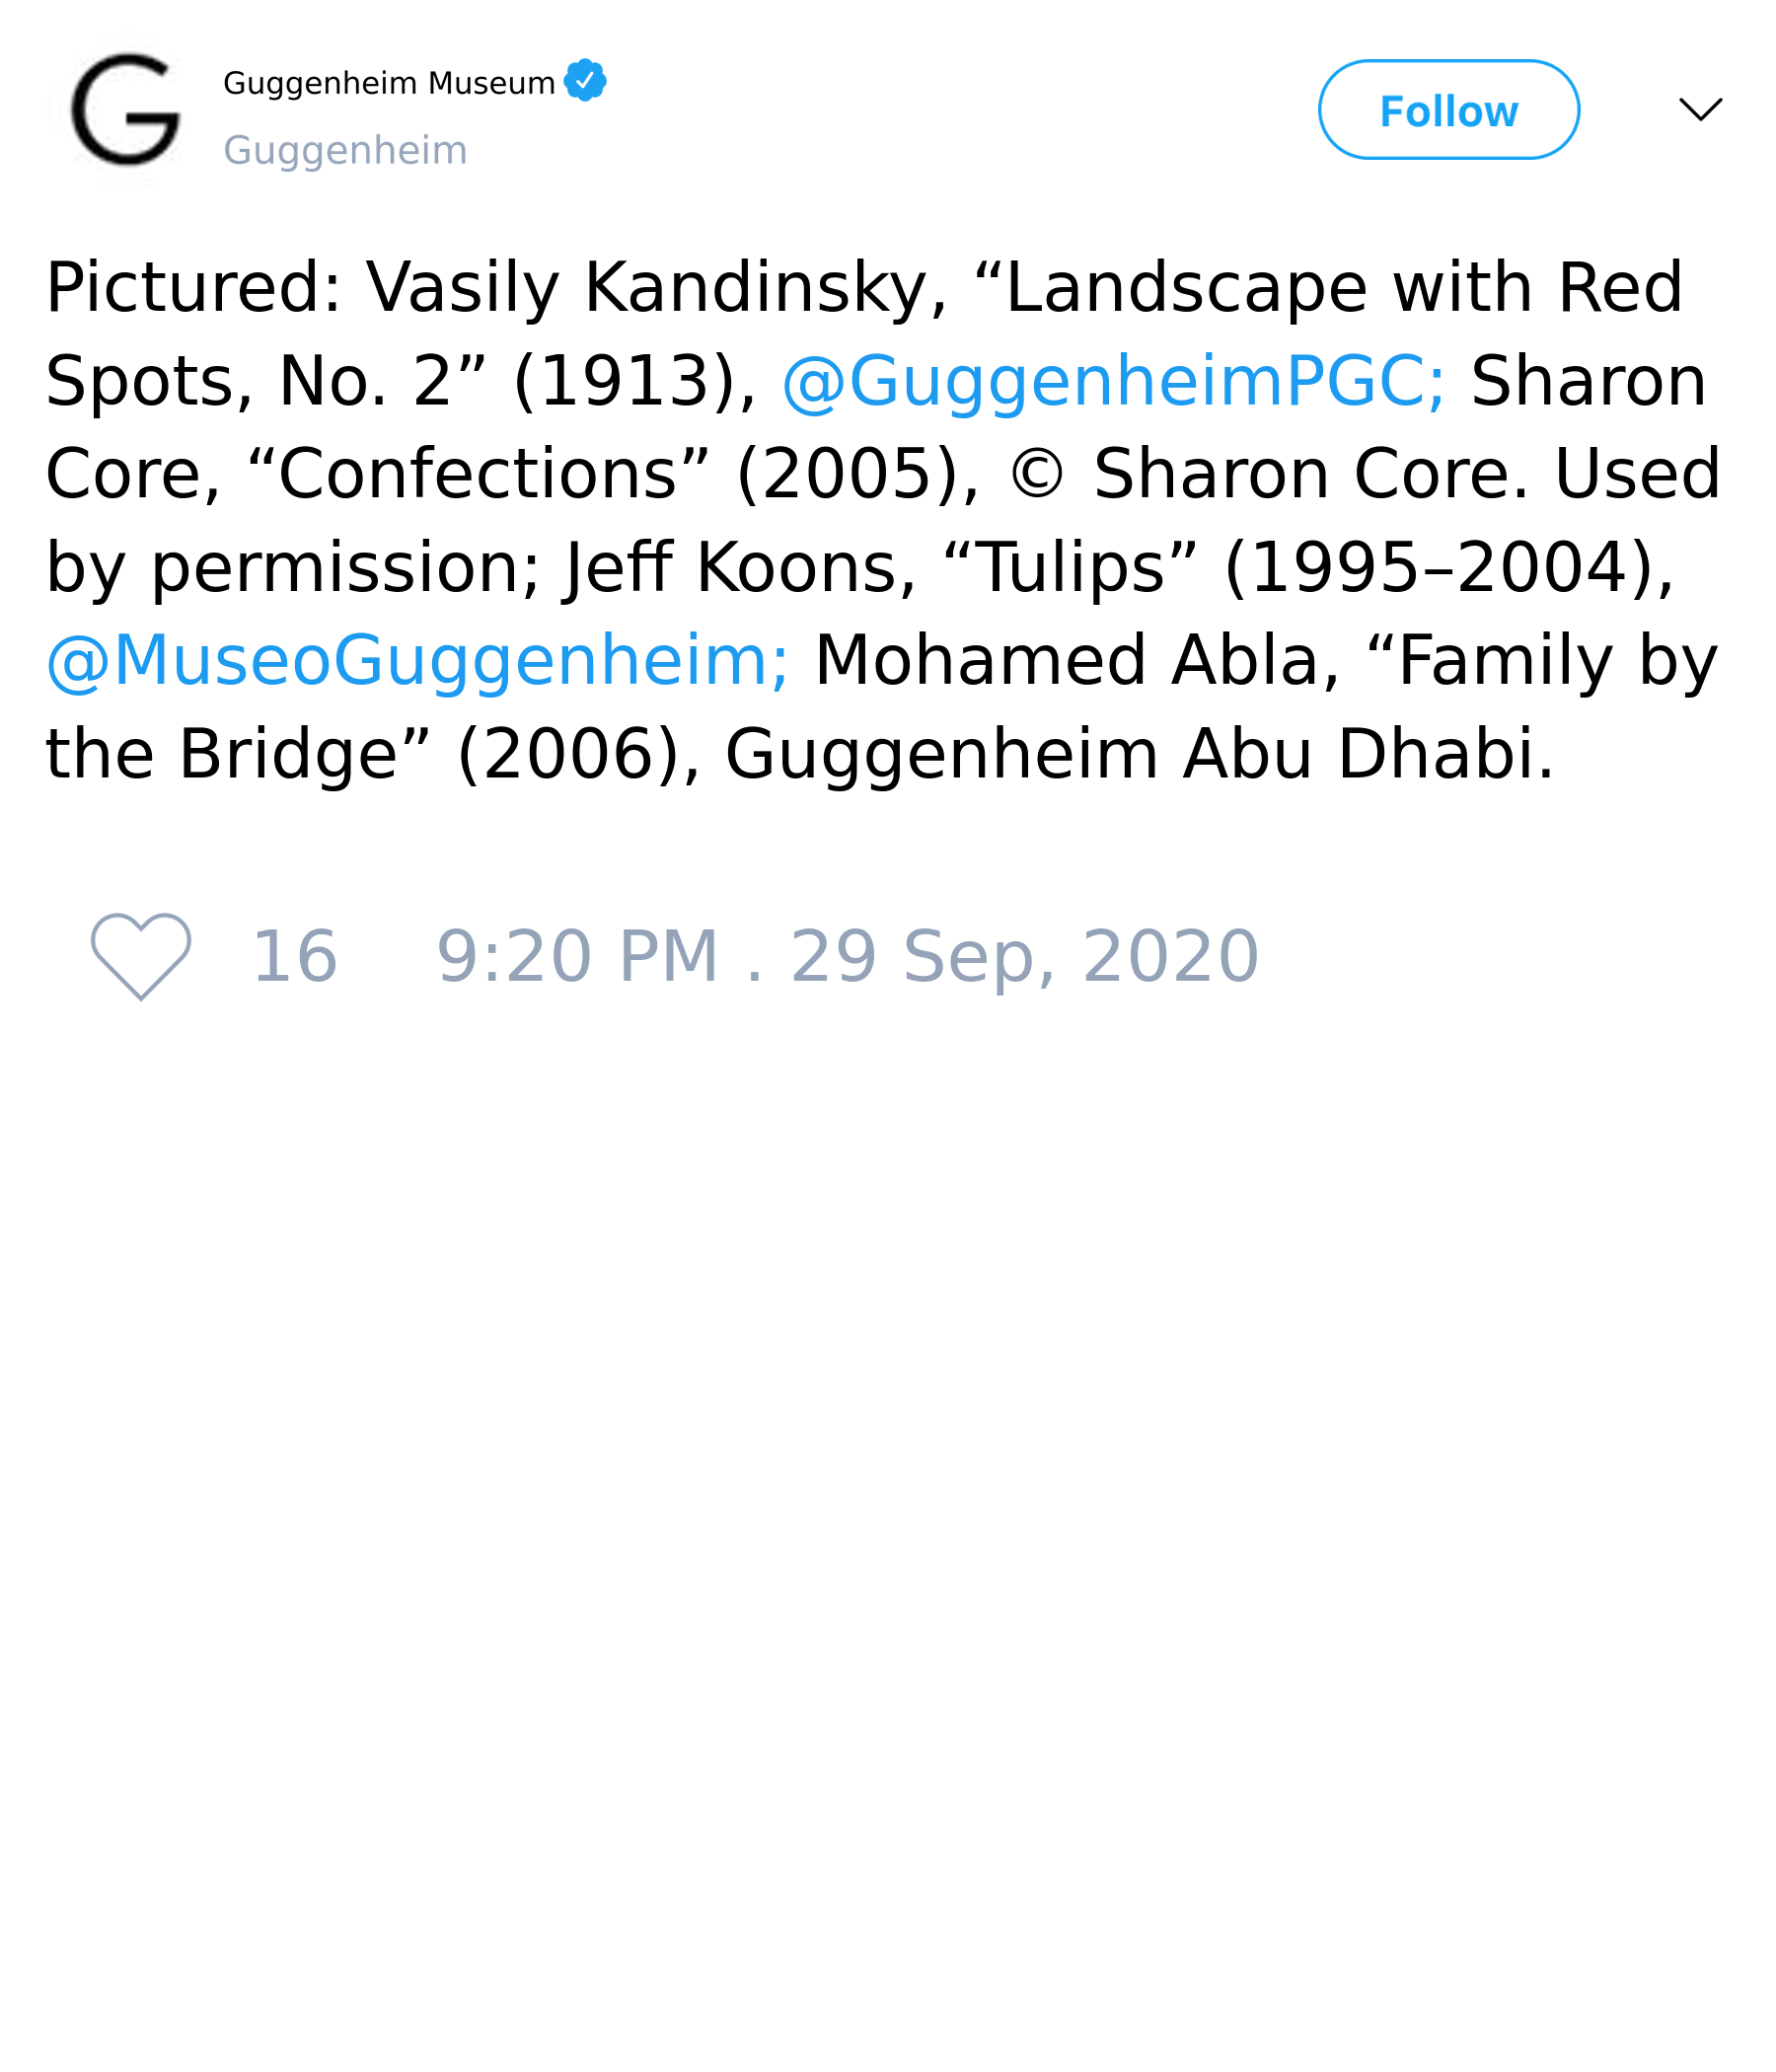 G
Guggenheim Museum
Guggenheim
Follow
Pictured: Vasily Kandinsky, “Landscape with Red
Spots, No. 2” (1913), @GuggenheimPGC; Sharon
Core, “Confections” (2005), © Sharon Core. Used
by permission; Jeff Koons, “Tulips” (1995–2004),
@MuseoGuggenheim; Mohamed Abla, “Family by
the Bridge” (2006), Guggenheim Abu Dhabi.
16 9:20 PM . 29 Sep, 2020